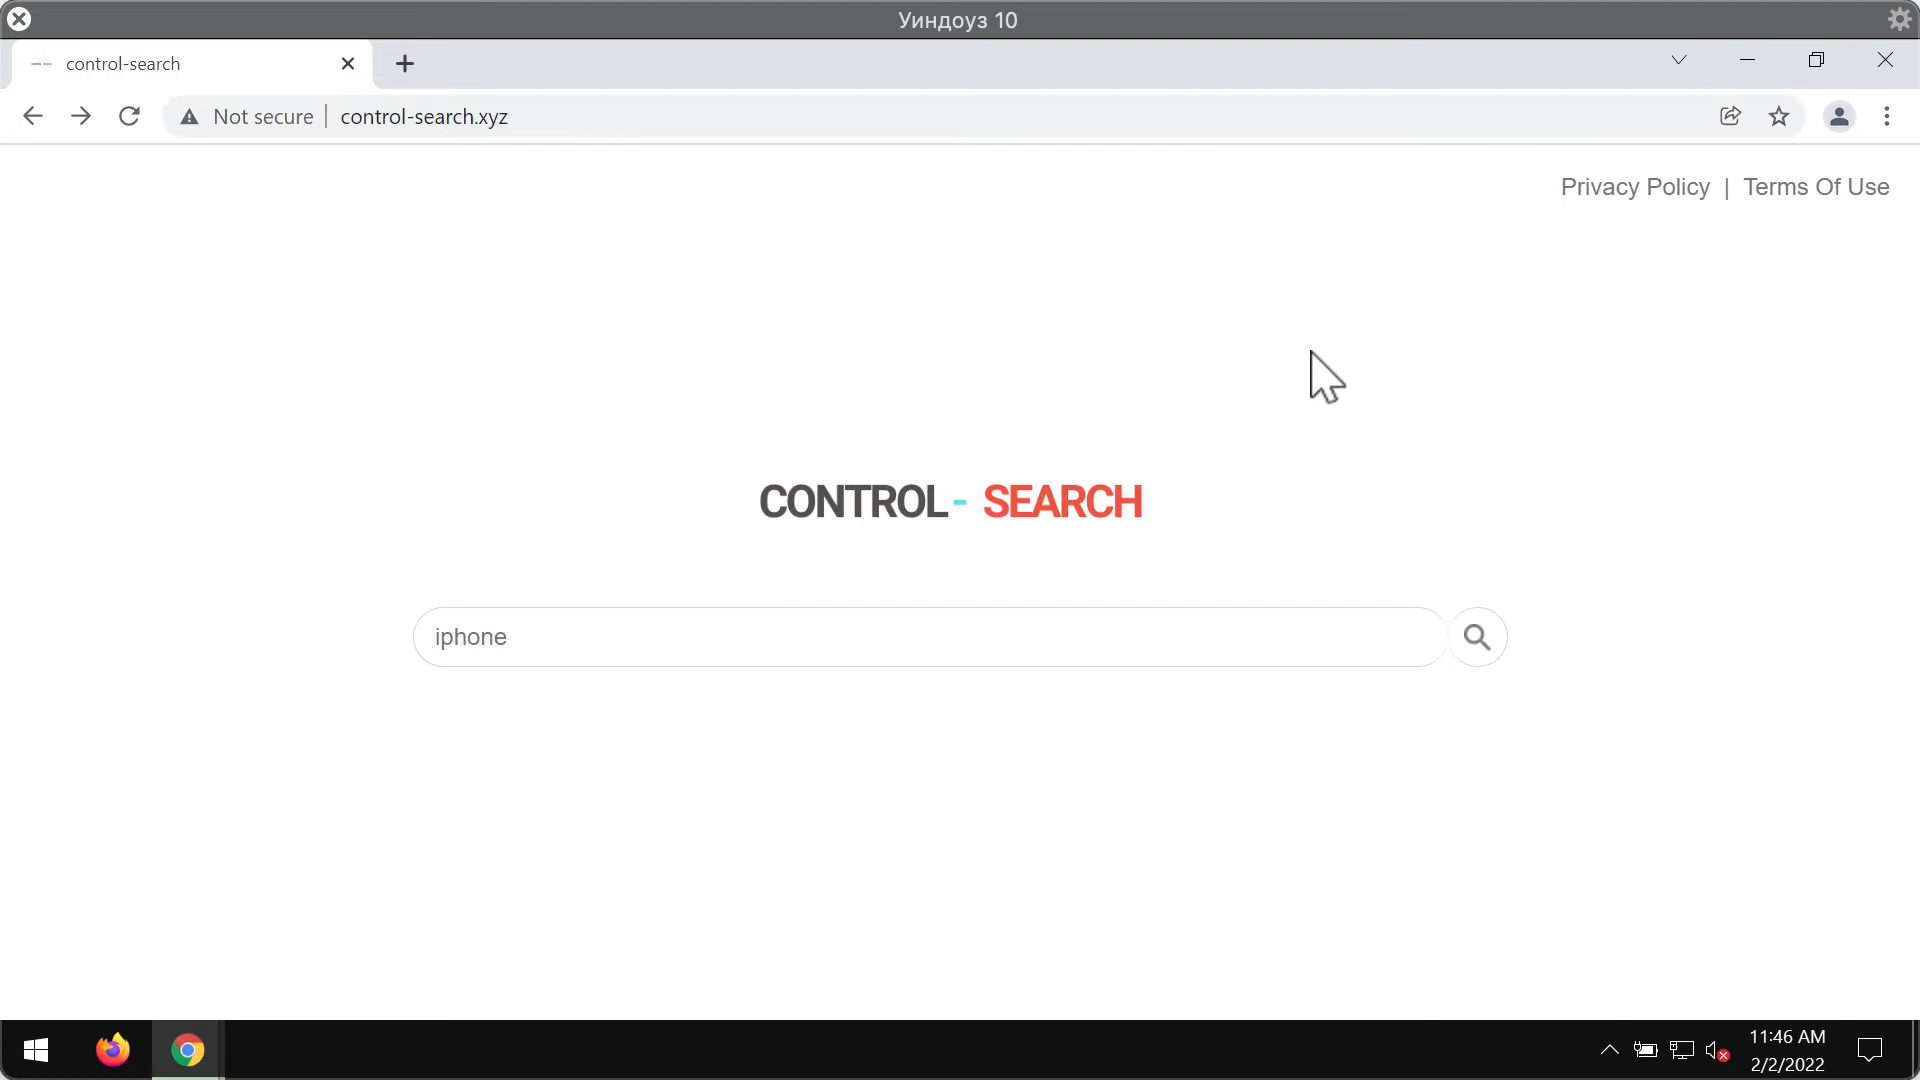 Уиндоуз 10
control-search
Not secure | control-search.xyz
Privacy Policy | Terms Of Use
CONTROL- SEARCH
iphone
11:46 AM
2/2/2022